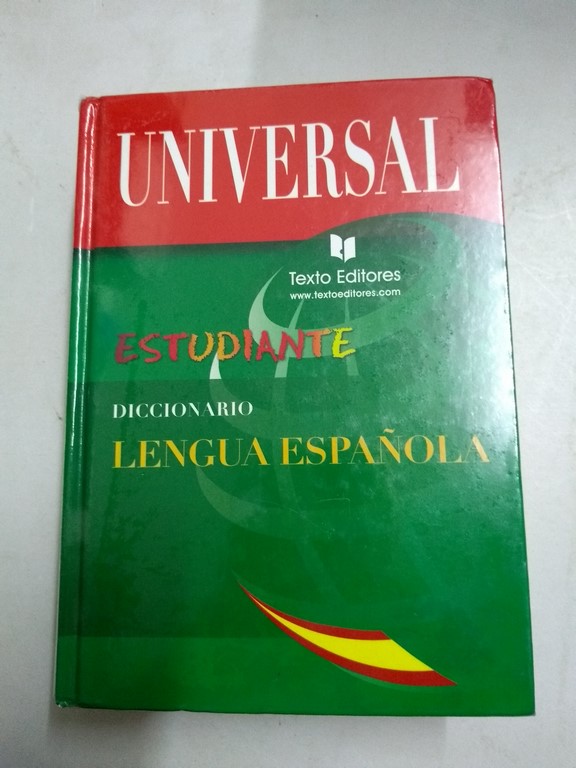 UNIVERSAL
Texto Editores
www.textoeditores.com
ESTUDIANTE
DICCIONARIO
LENGUA ESPAÑOLA